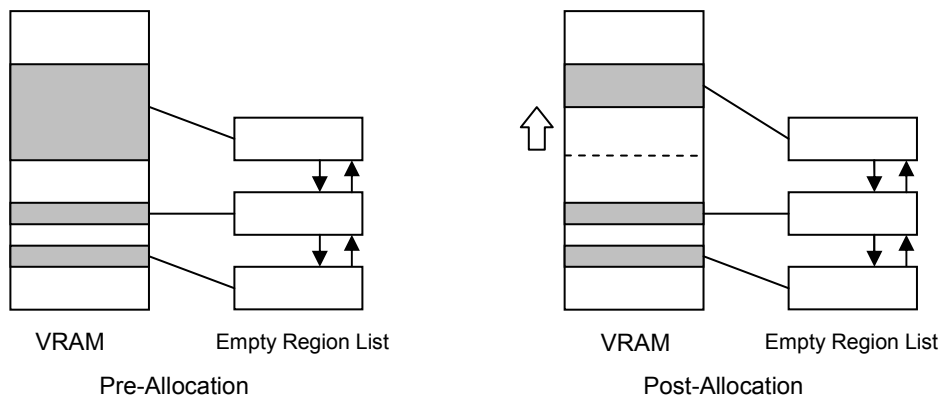 VRAM
Empty Region List
Pre-Allocation
VRAM
Empty Region List
Post-Allocation